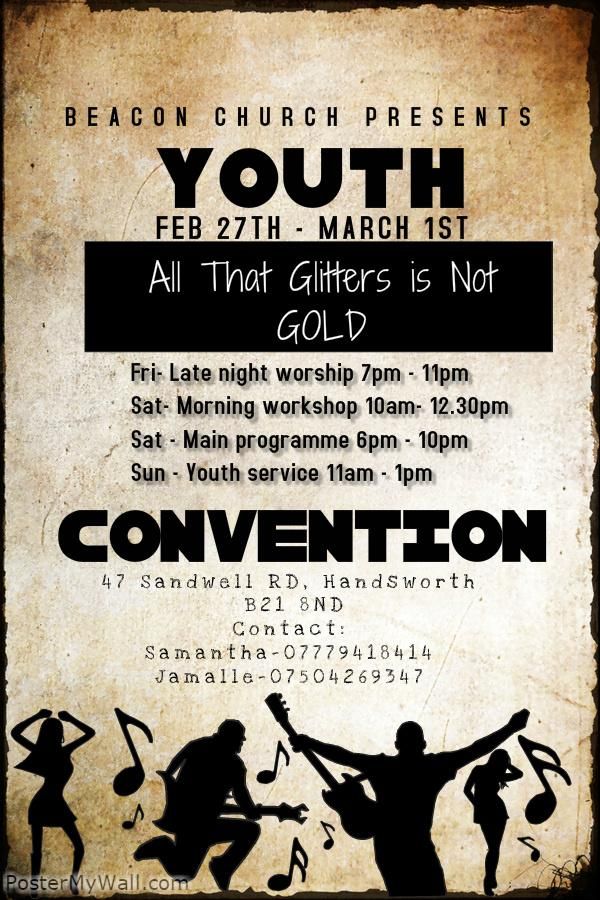 BEACON CHURCH PRESENTS
YOUTH
FEB 27TH - MARCH 1ST
All That Glitters is Not
GOLD
Fri- Late night worship 7pm - 11pm
Sat- Morning workshop 10am- 12.30pm
Sat - Main programme 6pm - 10pm
Sun - Youth service 11am - 1pm
CONVENTION
47 Sandwell RD, Handsworth
B21 8ND
Contact:
Samantha-07779418414
Jamalle-07504269347
PosterMyWall.com